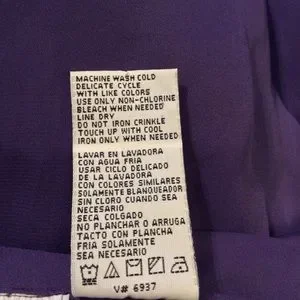 MACHINE WASH COLD
DELICATE CYCLE
WITH LIKE COLORS
USE ONLY NON-CHLORINE
BLEACH WHEN NEEDED
LINE DRY
DO NOT IRON CRINKLE
TOUCH UP WITH COOL
IRON ONLY WHEN NEEDED
LAVAR EN LAVADORA
CON AGUA FRIA
USAR CICLO DELICADO
DE LA LAVADORA
CON COLORES SIMILARES
SOLAMENTE BLANQUEADOR
SIN CLORO CUANDO SEA
NECESARIO
SECA COLGADO
NO PLANCHAR O ARRUGA
TACTO CON PLANCHA
FRIA SOLAMENTE
SEA NECESARIO
V# 6937